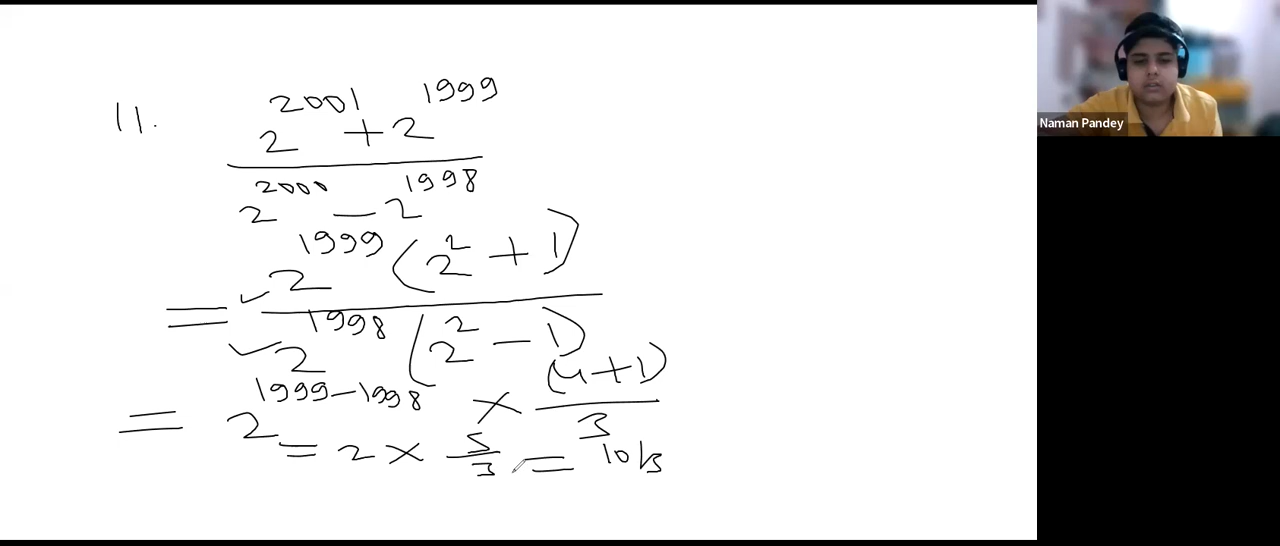 11.
2^2001 + 2^1999
2^2000 - 2^1998
= 2^1999 (2^2 + 1)
2^1998 (2^2 - 1)
= 2^1999-1998 × (4+1)
3
= 2 × 5/3 = 10/3
Naman Pandey